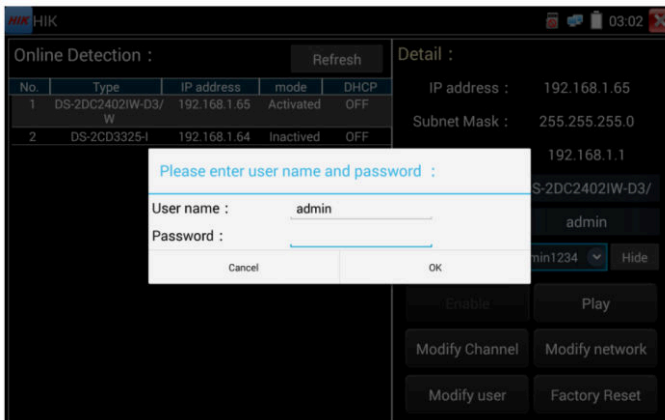 HIK HIK 03:02
Online Detection : Refresh
No. Type IP address mode DHCP
1 DS-2DC2402IW-D3/W 192.168.1.65 Activated OFF
2 DS-2CD3325-I 192.168.1.64 Inactived OFF
Detail :
IP address : 192.168.1.65
Subnet Mask : 255.255.255.0
192.168.1.1
S-2DC2402IW-D3/
admin
min1234 Hide
Enable Play
Modify Channel Modify network
Modify user Factory Reset
Please enter user name and password :
User name : admin
Password :
Cancel OK